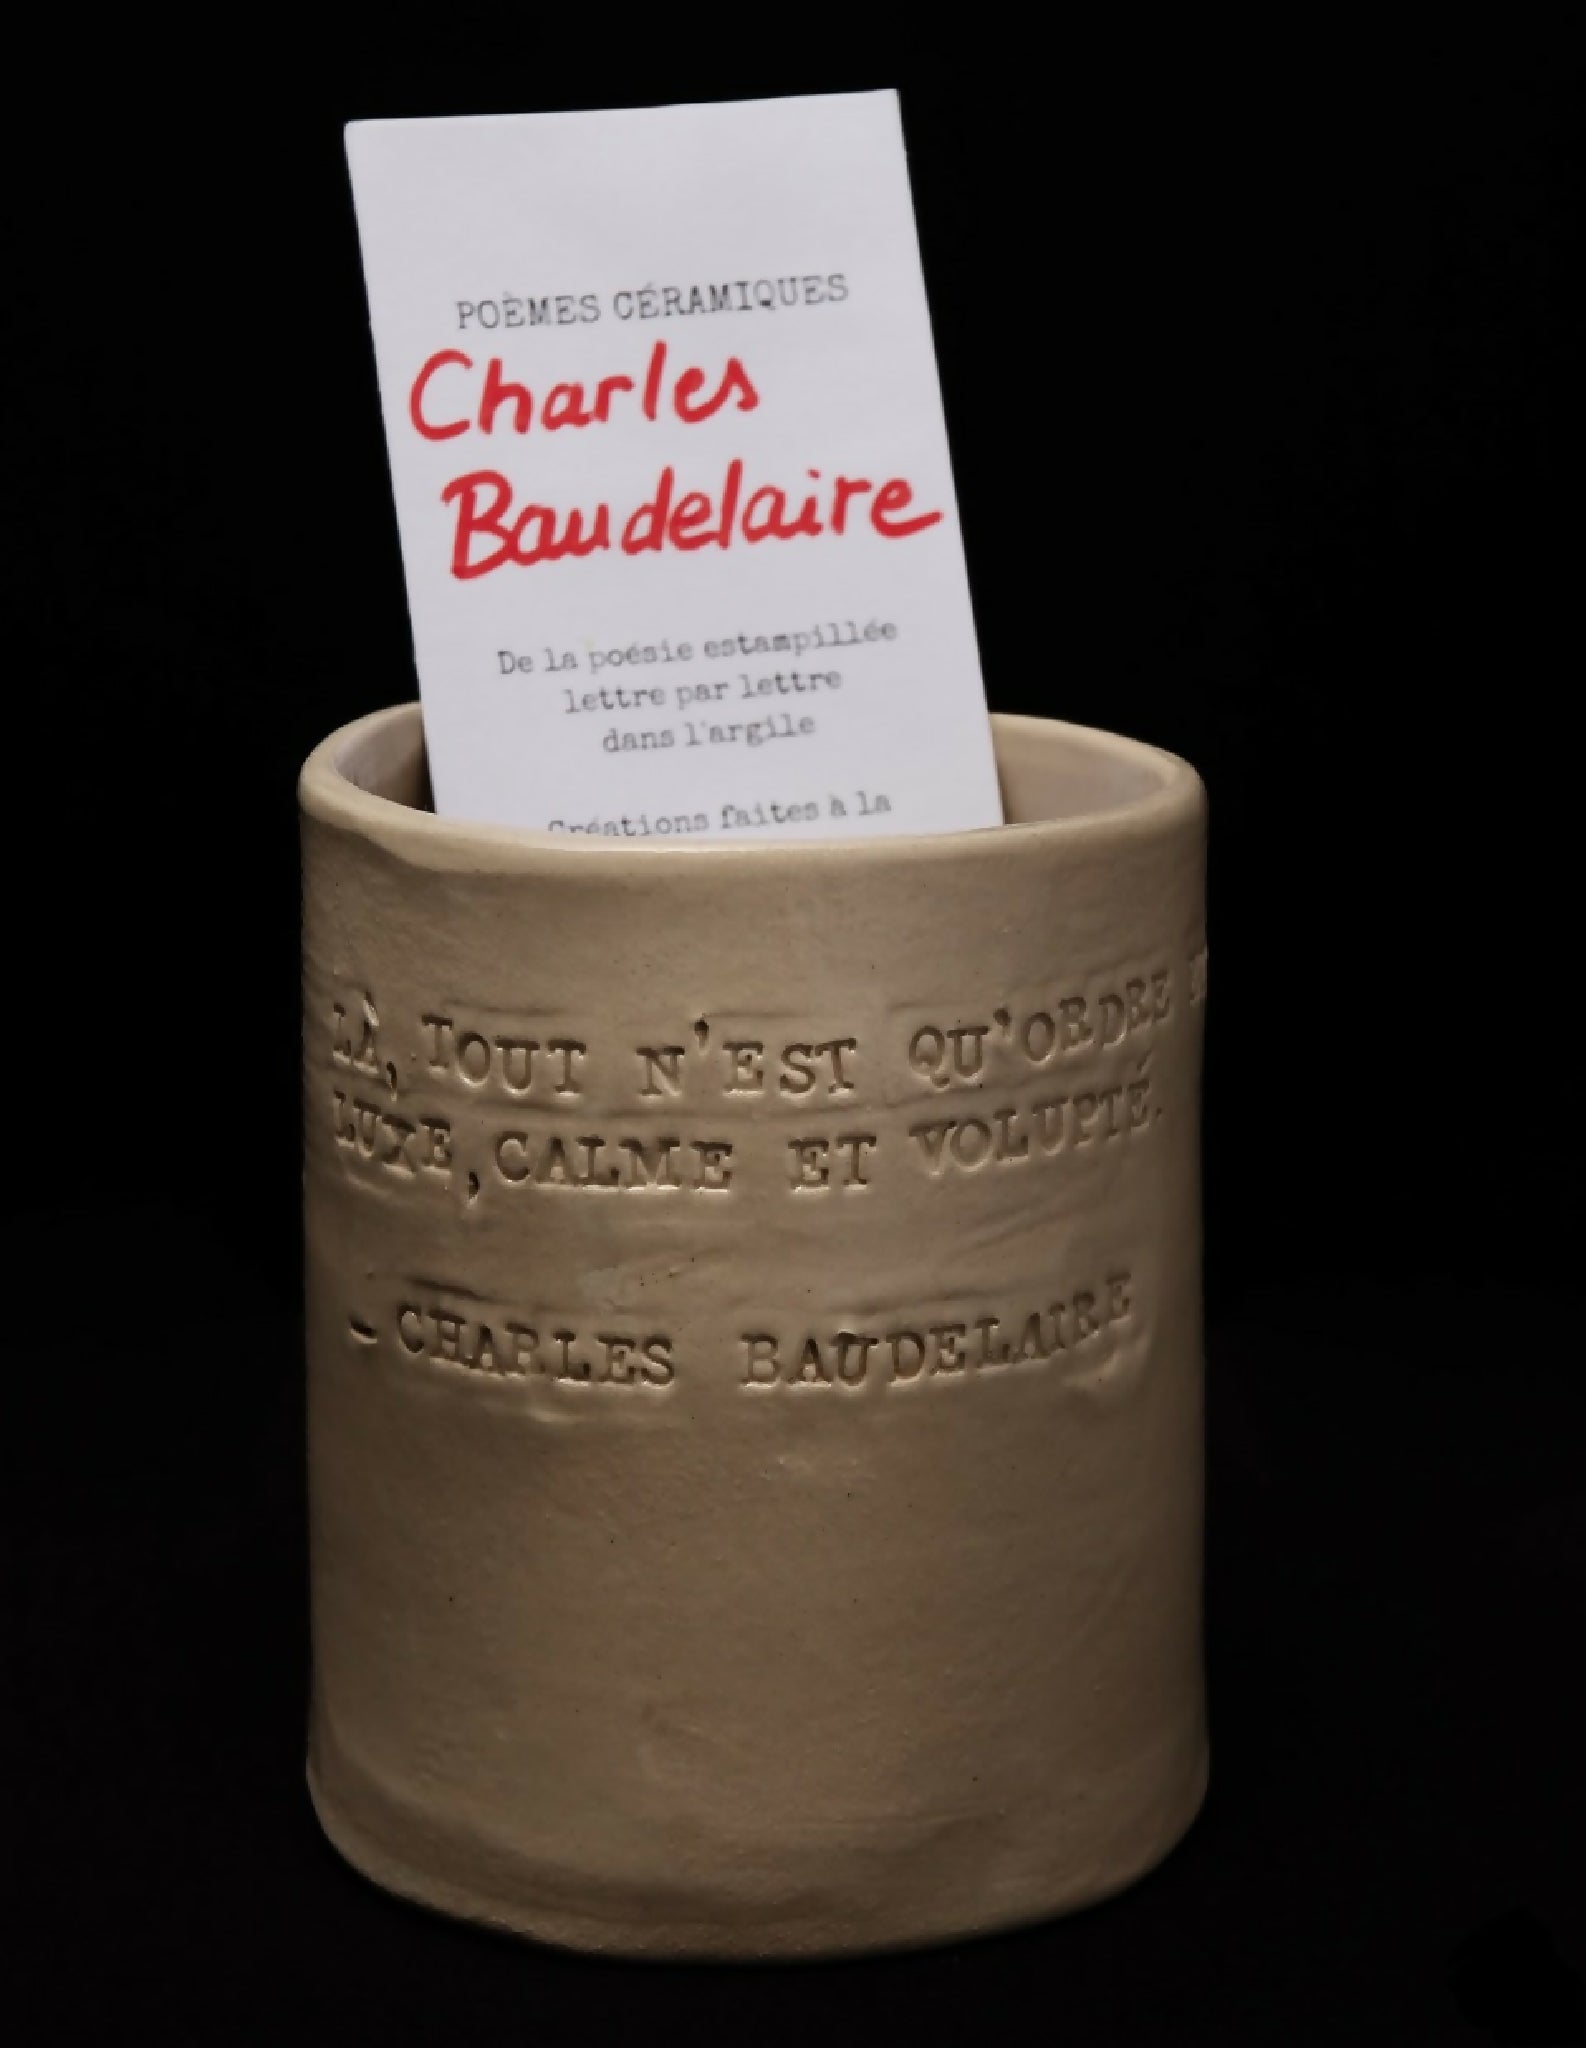 POÈMES CÉRAMIQUES
Charles
Baudelaire
De la poésie estampillée
lettre par lettre
dans l'argile
Créations faites à la
LÀ, TOUT N'EST QU'ORDRE
LUXE, CALME ET VOLUPTÉ.
- CHARLES BAUDELAIRE